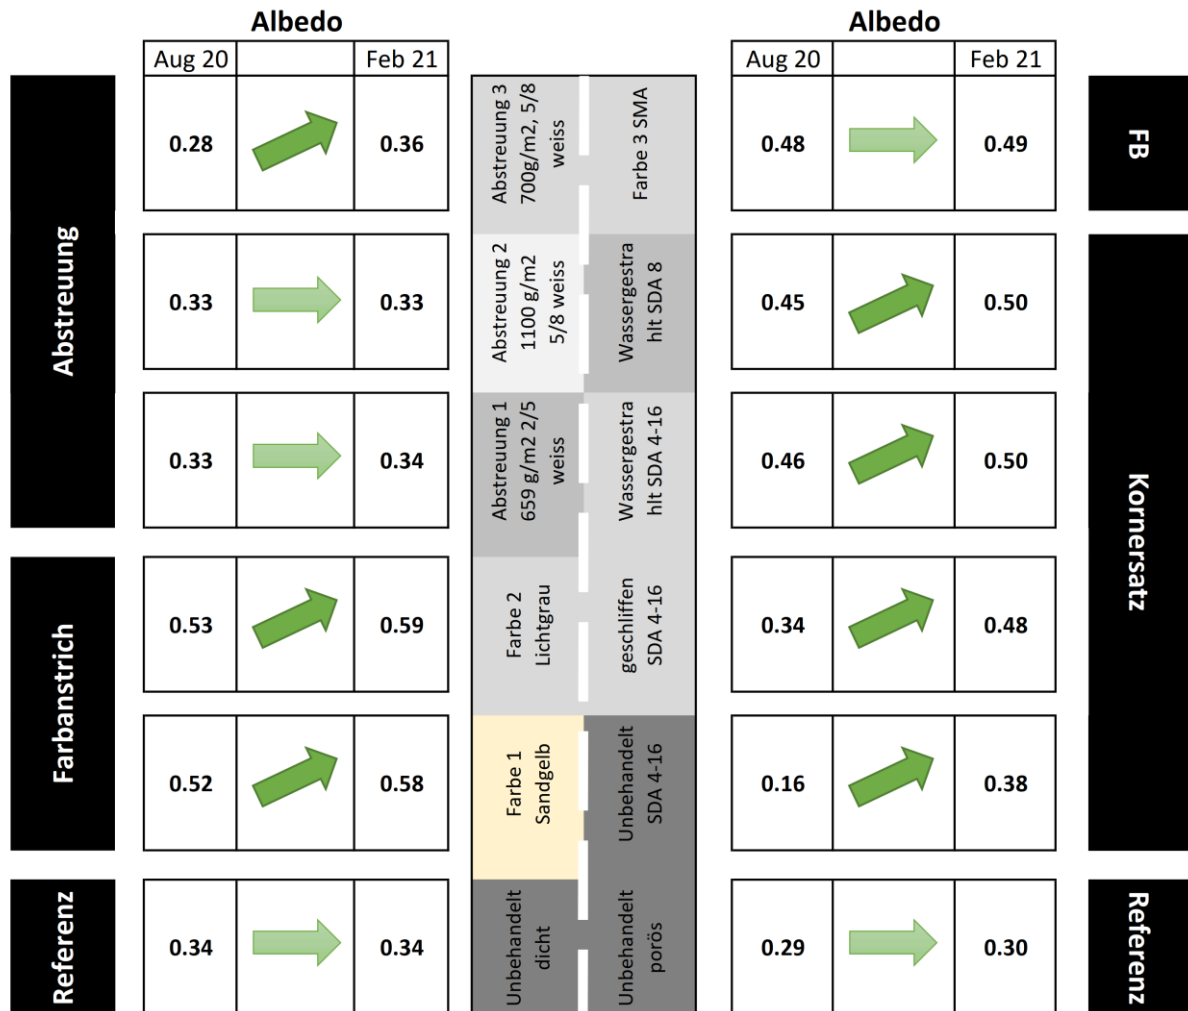 Albedo
Albedo
Aug 20
Feb 21
Aug 20
Feb 21
Abstreuung
0.28
0.36
Abstreuung 3
700g/m2, 5/8
weiss
Farbe 3 SMA
0.48
0.49
FB
0.33
0.33
Abstreuung 2
1100 g/m2
5/8 weiss
Wassergestra
hlt SDA 8
0.45
0.50
Kornersatz
0.33
0.34
Abstreuung 1
659 g/m2 2/5
weiss
Wassergestra
hlt SDA 4-16
0.46
0.50
Farbanstrich
0.53
0.59
Farbe 2
Lichtgrau
geschliffen
SDA 4-16
0.34
0.48
0.52
0.58
Farbe 1
Sandgelb
Unbehandelt
SDA 4-16
0.16
0.38
Referenz
0.34
0.34
Unbehandelt
dicht
Unbehandelt
porös
0.29
0.30
Referenz